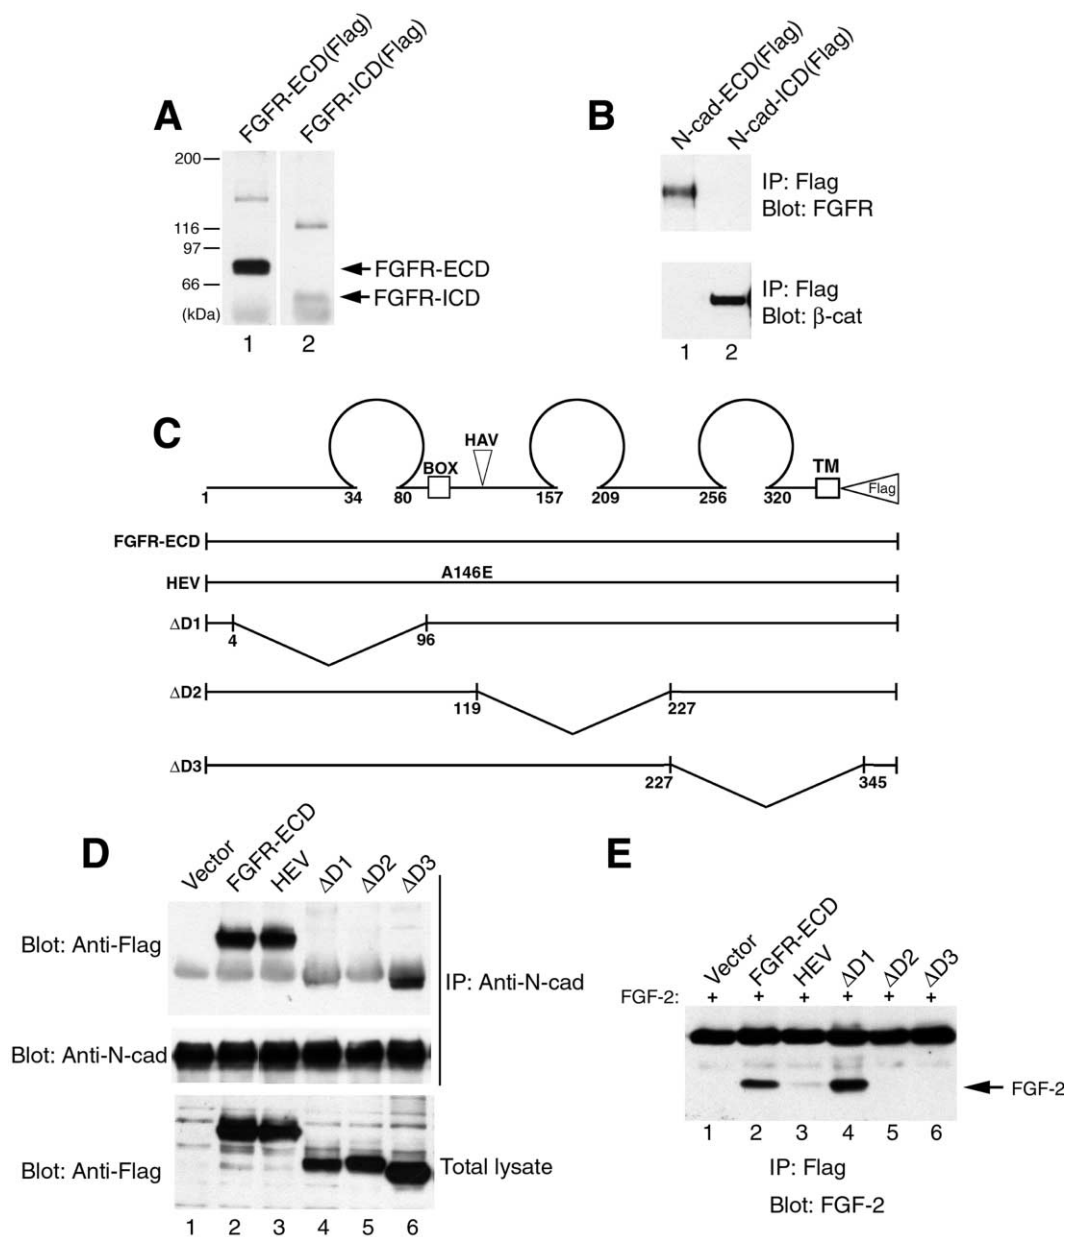 A
FGFR-ECD(Flag)
FGFR-ICD(Flag)
200
116
97
66
(kDa)
FGFR-ECD
FGFR-ICD
1 2
B
N-cad-ECD(Flag)
N-cad-ICD(Flag)
IP: Flag
Blot: FGFR
IP: Flag
Blot: β-cat
1 2
C
BOX HAV TM
Flag
1 34 80 157 209 256 320
FGFR-ECD
HEV A146E
ΔD1 4 96
ΔD2 119 227
ΔD3 227 345
D
Vector
FGFR-ECD
HEV
ΔD1
ΔD2
ΔD3
Blot: Anti-Flag
IP: Anti-N-cad
Blot: Anti-N-cad
Blot: Anti-Flag
Total lysate
1 2 3 4 5 6
E
Vector
FGFR-ECD
HEV
ΔD1
ΔD2
ΔD3
FGF-2: + + + + + +
FGF-2
1 2 3 4 5 6
IP: Flag
Blot: FGF-2